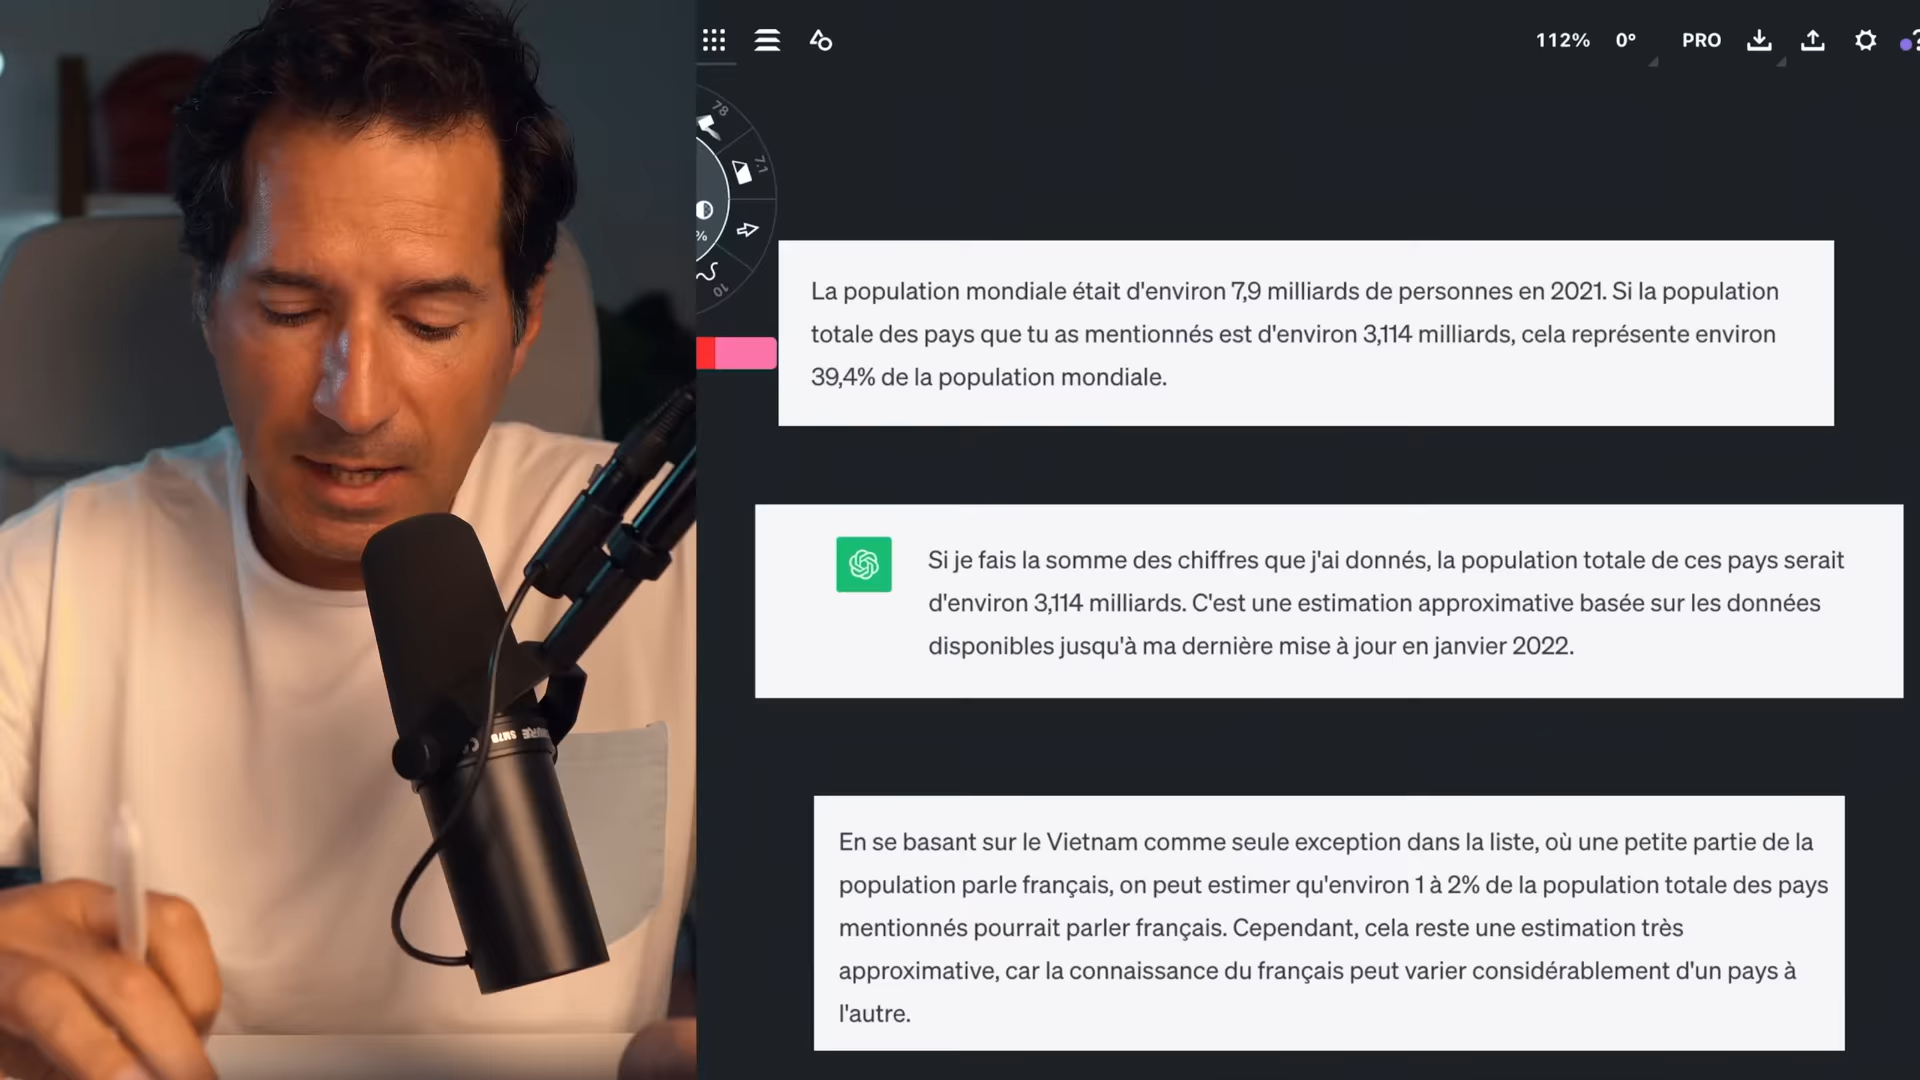 112% 0° PRO
78
7.1
%
10
La population mondiale était d'environ 7,9 milliards de personnes en 2021. Si la population
totale des pays que tu as mentionnés est d'environ 3,114 milliards, cela représente environ
39,4% de la population mondiale.
Si je fais la somme des chiffres que j'ai donnés, la population totale de ces pays serait
d'environ 3,114 milliards. C'est une estimation approximative basée sur les données
disponibles jusqu'à ma dernière mise à jour en janvier 2022.
SM7B
En se basant sur le Vietnam comme seule exception dans la liste, où une petite partie de la
population parle français, on peut estimer qu'environ 1 à 2% de la population totale des pays
mentionnés pourrait parler français. Cependant, cela reste une estimation très
approximative, car la connaissance du français peut varier considérablement d'un pays à
l'autre.